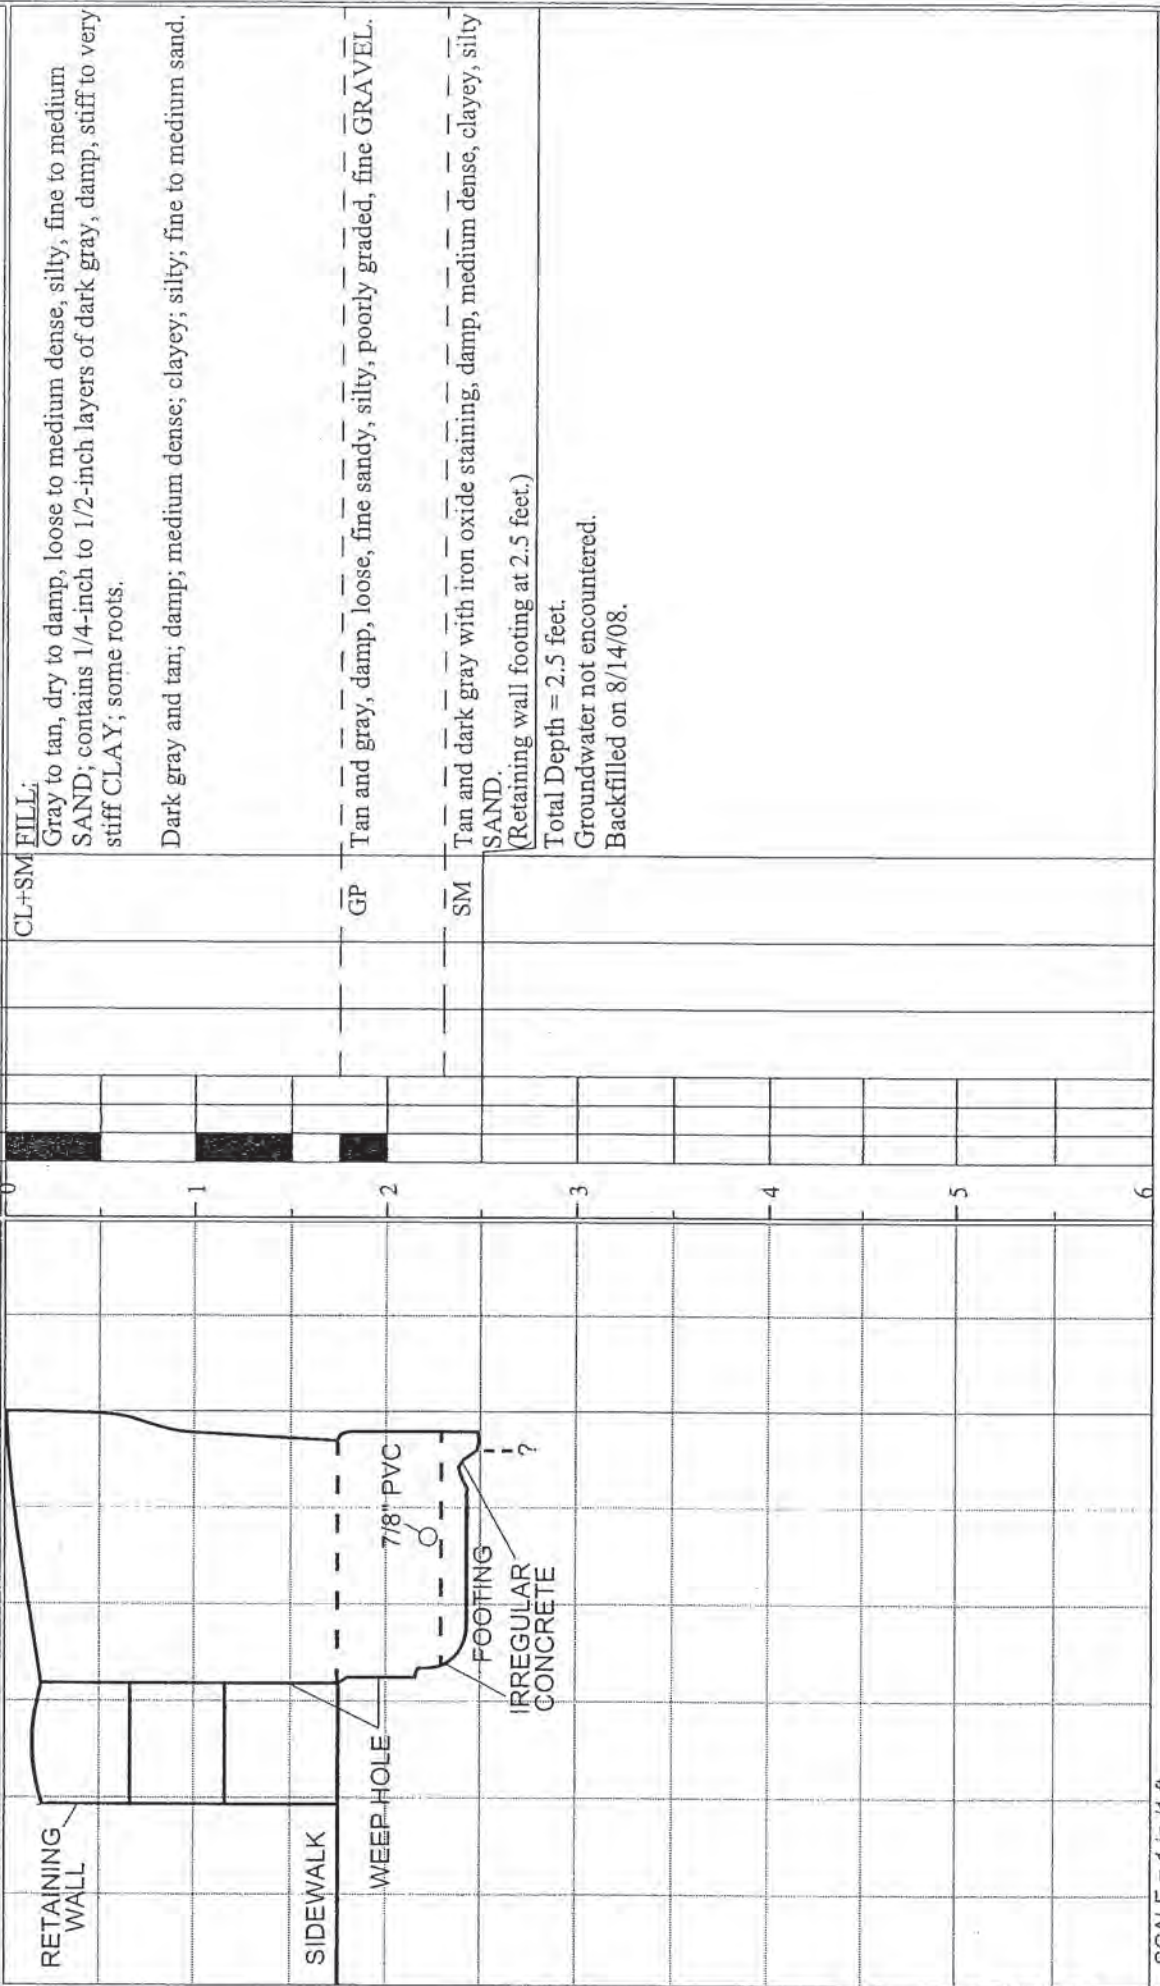 CL+SM FILL:
Gray to tan, dry to damp, loose to medium dense, silty, fine to medium
SAND; contains 1/4-inch to 1/2-inch layers of dark gray, damp, stiff to very
stiff CLAY; some roots.
Dark gray and tan; damp; medium dense; clayey; silty; fine to medium sand.
GP Tan and gray, damp, loose, fine sandy, silty, poorly graded, fine GRAVEL.
SM Tan and dark gray with iron oxide staining, damp, medium dense, clayey, silty
SAND.
(Retaining wall footing at 2.5 feet.)
Total Depth = 2.5 feet.
Groundwater not encountered.
Backfilled on 8/14/08.
0
1
2
3
4
5
6
RETAINING
WALL
SIDEWALK
WEEP HOLE
7/8" PVC
FOOTING
?
IRREGULAR
CONCRETE
SCALE = 1 in/1 ft